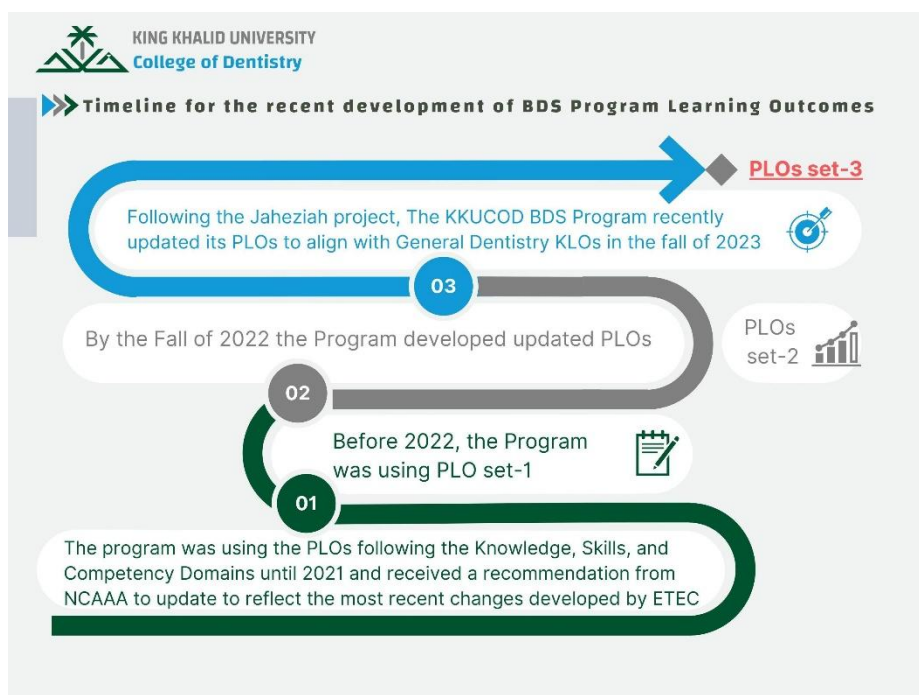 KING KHALID UNIVERSITY
College of Dentistry
Timeline for the recent development of BDS Program Learning Outcomes
PLOs set-3
Following the Jaheziah project, The KKUCOD BDS Program recently
updated its PLOs to align with General Dentistry KLOs in the fall of 2023
03
By the Fall of 2022 the Program developed updated PLOs
PLOs
set-2
02
Before 2022, the Program
was using PLO set-1
01
The program was using the PLOs following the Knowledge, Skills, and
Competency Domains until 2021 and received a recommendation from
NCAAA to update to reflect the most recent changes developed by ETEC